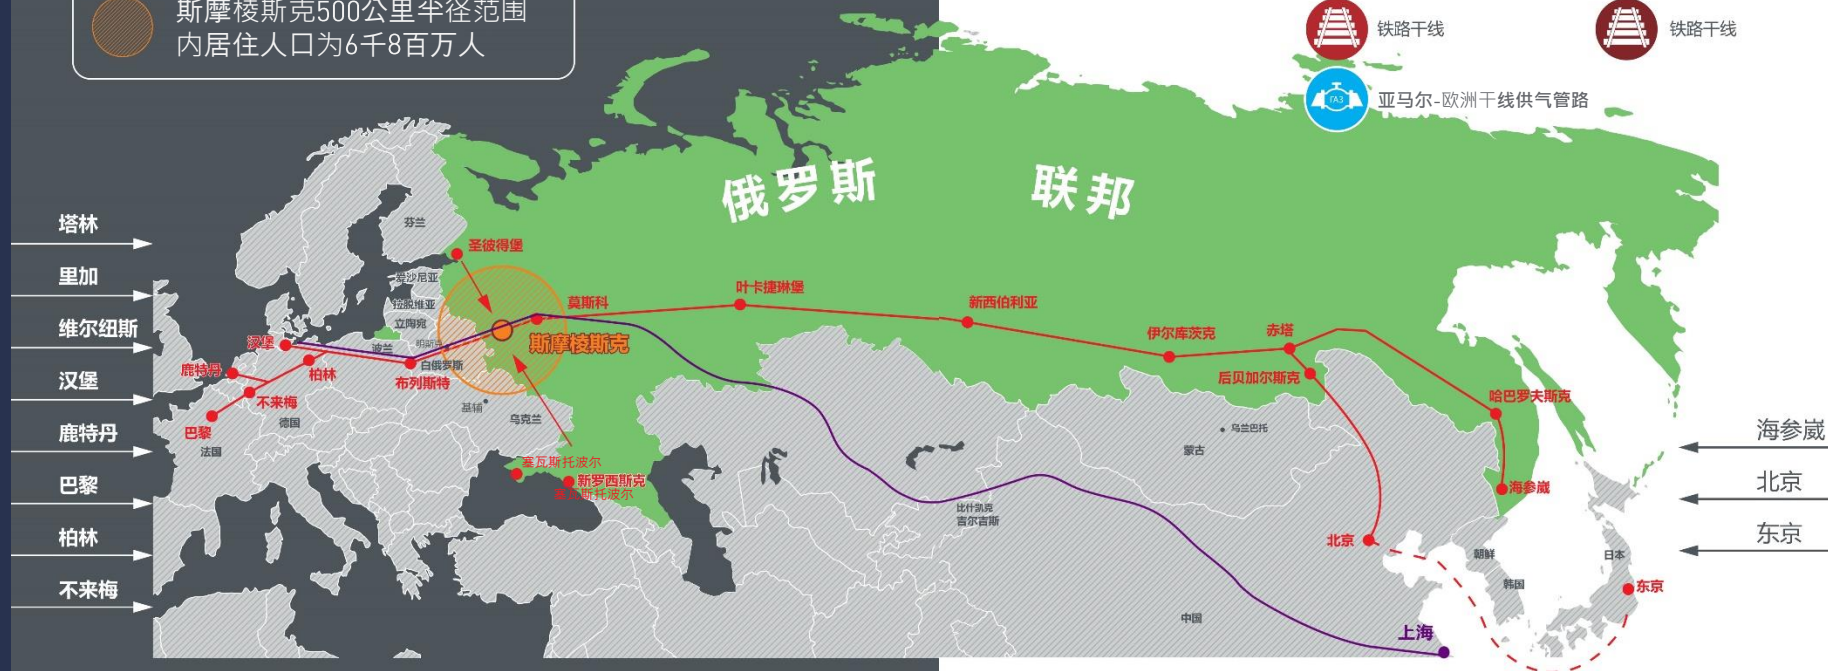 斯摩棱斯克500公里半径范围
内居住人口为6千8百万人
铁路干线
铁路干线
ГАЗ
亚马尔-欧洲干线供气管路
俄罗斯
联邦
塔林
里加
维尔纽斯
汉堡
鹿特丹
巴黎
柏林
不来梅
芬兰
圣彼得堡
爱沙尼亚
拉脱维亚
立陶宛
明斯克
白俄罗斯
波兰
汉堡
鹿特丹
柏林
不来梅
巴黎
德国
法国
布列斯特
基辅
乌克兰
莫斯科
斯摩棱斯克
塞瓦斯托波尔
新罗西斯克
塞瓦斯托波尔
叶卡捷琳堡
新西伯利亚
伊尔库茨克
赤塔
后贝加尔斯克
哈巴罗夫斯克
乌兰巴托
蒙古
海参崴
比什凯克
吉尔吉斯
北京
朝鲜
韩国
日本
东京
中国
上海
海参崴
北京
东京